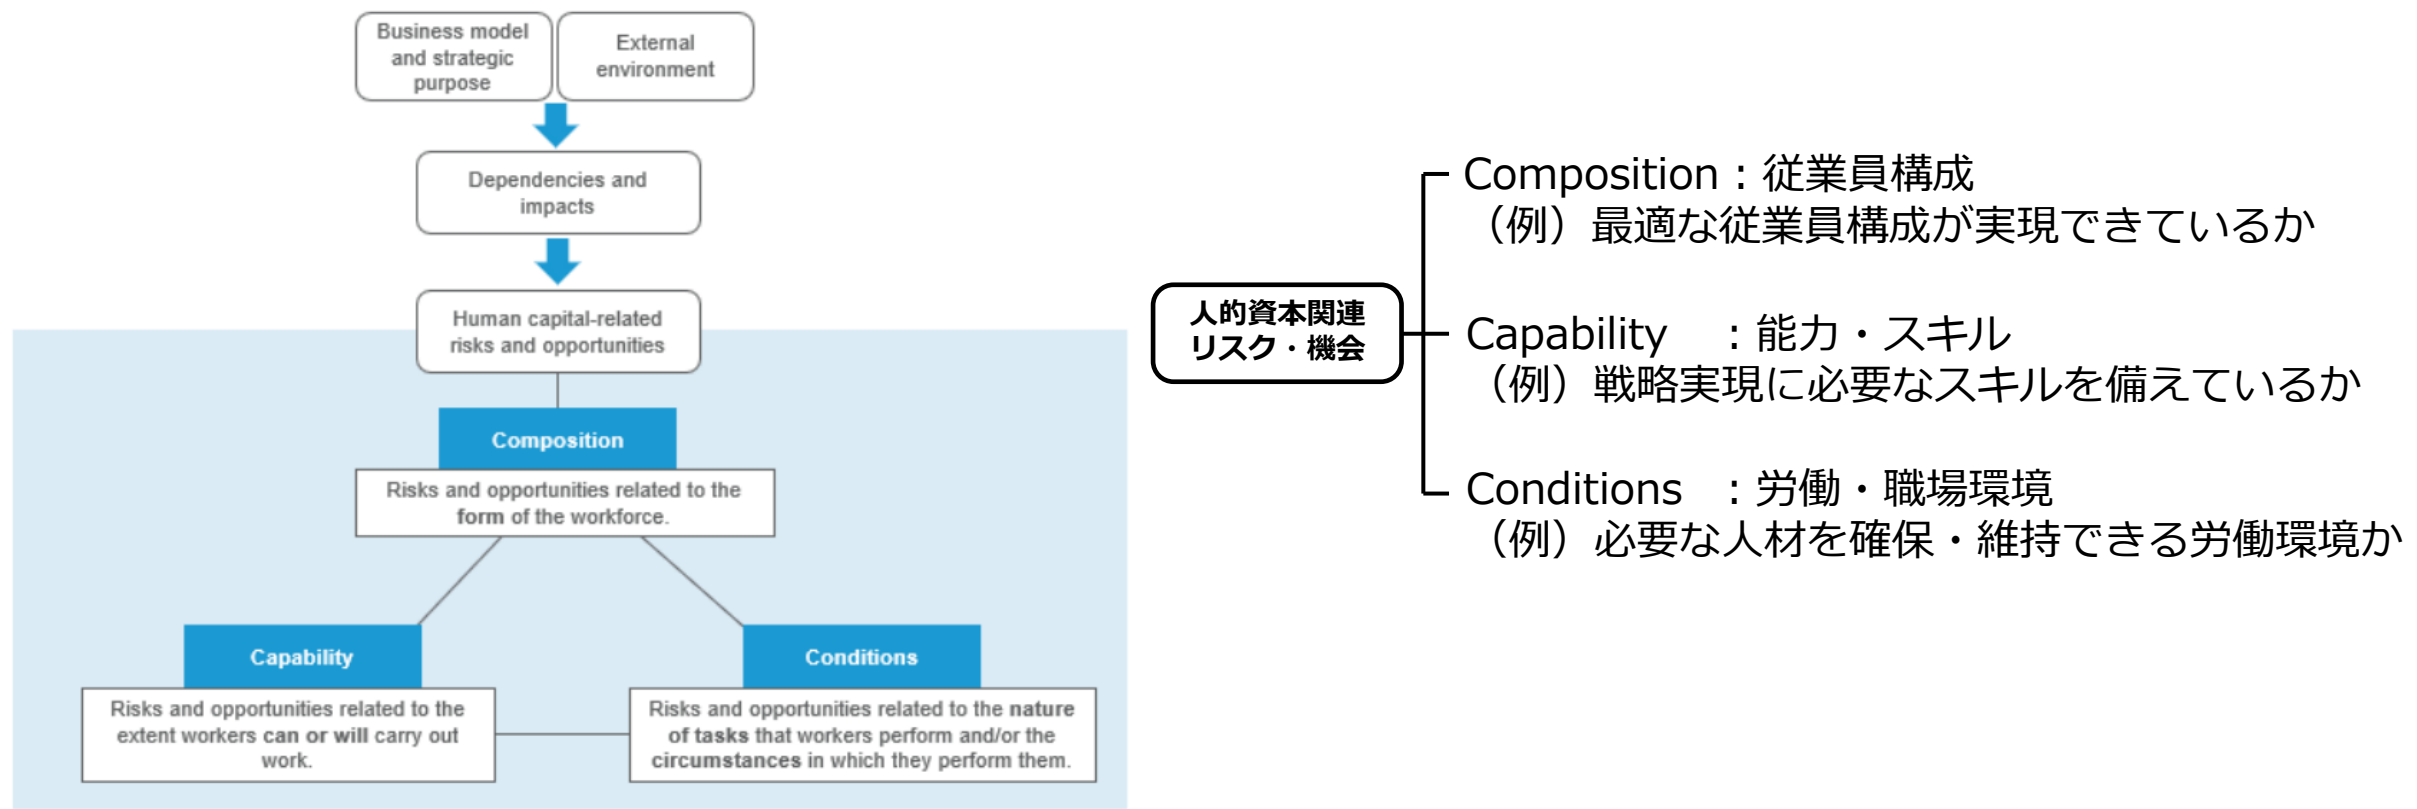 Business model
and strategic
purpose
External
environment
Dependencies and
impacts
Human capital-related
risks and opportunities
Composition
Risks and opportunities related to the
form of the workforce.
Capability
Risks and opportunities related to the
extent workers can or will carry out
work.
Conditions
Risks and opportunities related to the nature
of tasks that workers perform and/or the
circumstances in which they perform them.
人的資本関連
リスク・機会
Composition：従業員構成
（例）最適な従業員構成が実現できているか
Capability ：能力・スキル
（例）戦略実現に必要なスキルを備えているか
Conditions ：労働・職場環境
（例）必要な人材を確保・維持できる労働環境か